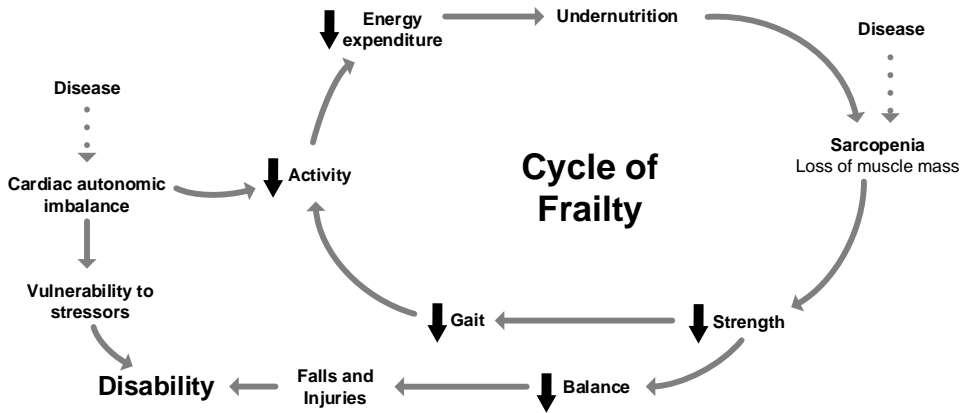 Energy
expenditure
Undernutrition
Disease
Disease
Sarcopenia
Loss of muscle mass
Cycle of
Frailty
Activity
Cardiac autonomic
imbalance
Vulnerability to
stressors
Gait
Strength
Disability
Falls and
Injuries
Balance